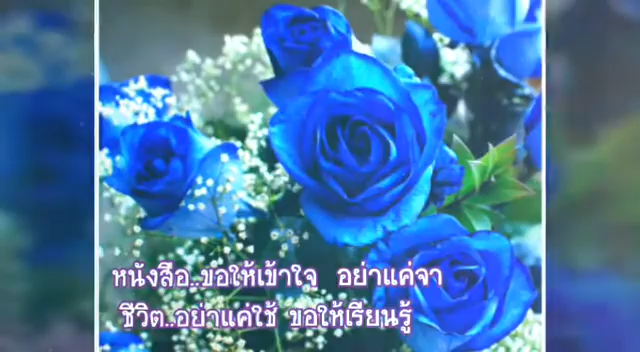 หนังสือ..ขอให้เข้าใจ อย่าแค่จำ
ชีวิต..อย่าแค่ใช้ ขอให้เรียนรู้